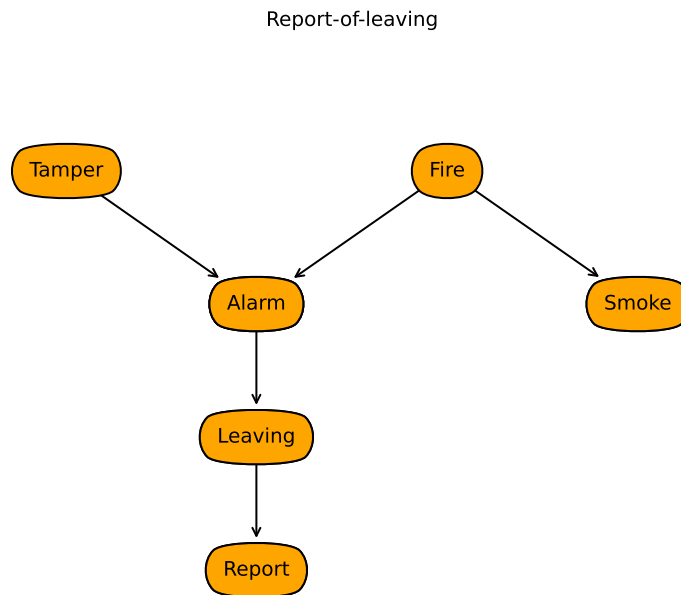 Report-of-leaving
Tamper
Fire
Alarm
Smoke
Leaving
Report